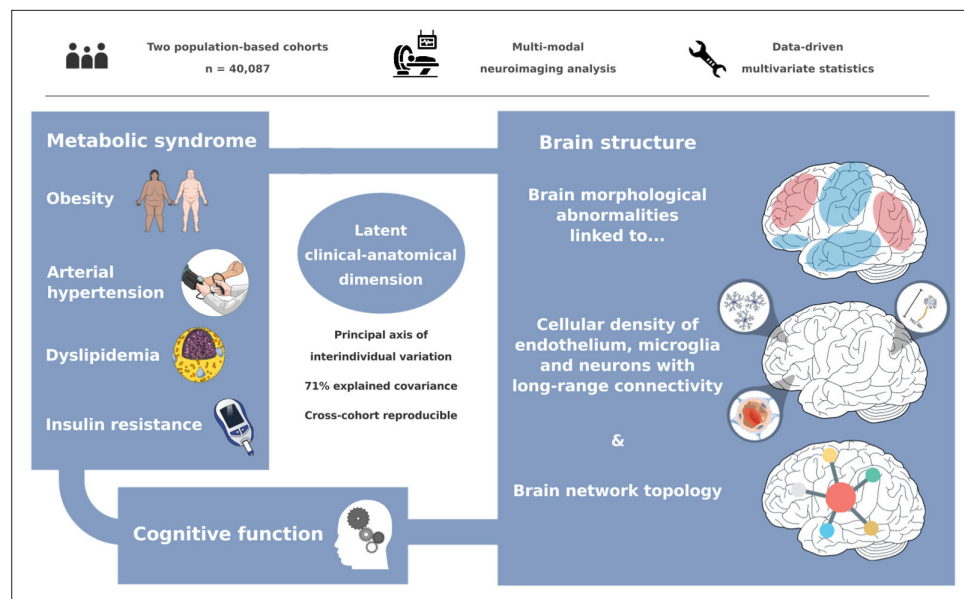 Two population-based cohorts
n = 40,087
Multi-modal
neuroimaging analysis
Data-driven
multivariate statistics
Metabolic syndrome
Obesity
Arterial
hypertension
Dyslipidemia
Insulin resistance
Latent
clinical-anatomical
dimension
Principal axis of
interindividual variation
71% explained covariance
Cross-cohort reproducible
Cognitive function
Brain structure
Brain morphological
abnormalities
linked to...
Cellular density of
endothelium, microglia
and neurons with
long-range connectivity
&
Brain network topology